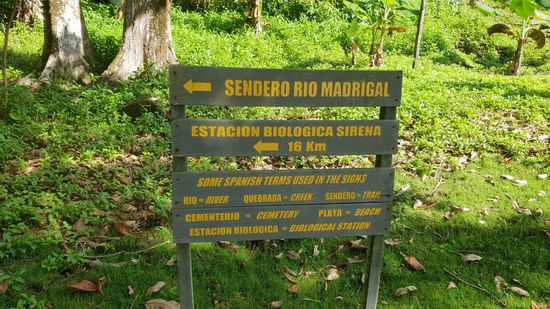 ← SENDERO RIO MADRIGAL
ESTACION BIOLOGICA SIRENA
← 16 Km
SOME SPANISH TERMS USED IN THE SIGNS
RIO = RIVER QUEBRADA = CREEK SENDERO = TRAIL
CEMENTERIO = CEMETERY PLAYA = BEACH
ESTACION BIOLOGICA = BIOLOGICAL STATION